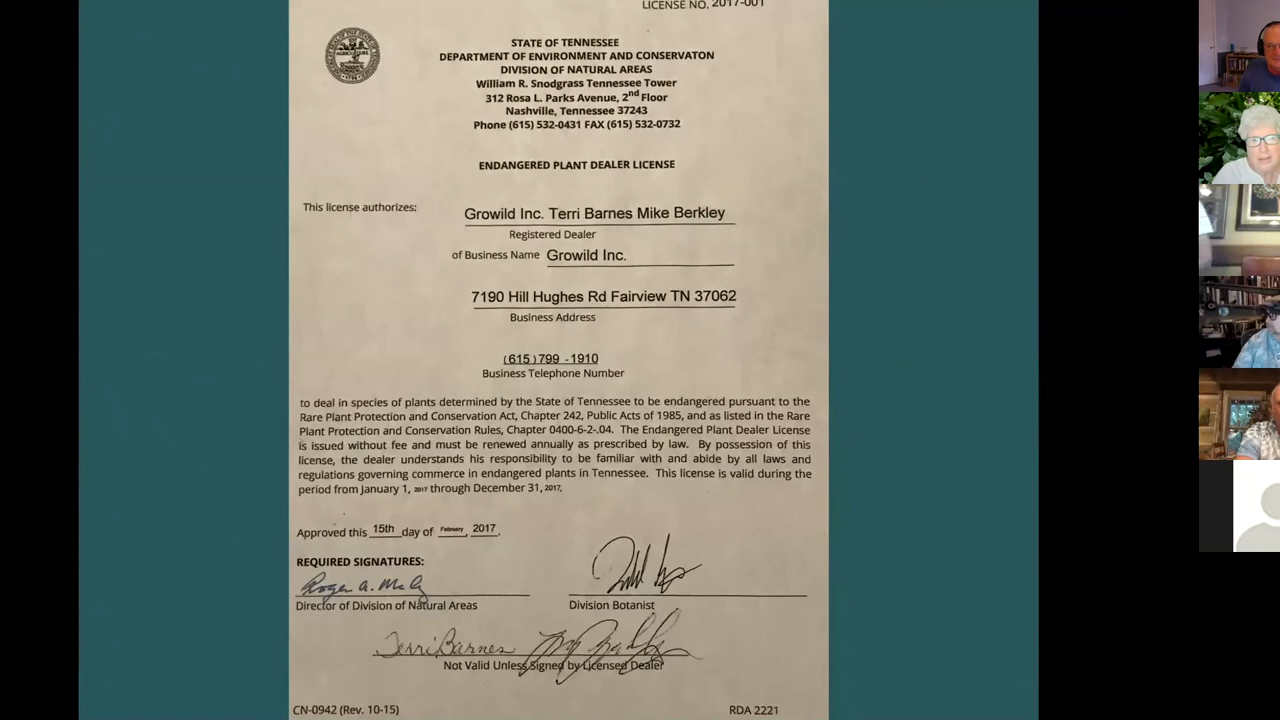 LICENSE NO. 2017-001
AGRICULTURE
STATE OF TENNESSEE
DEPARTMENT OF ENVIRONMENT AND CONSERVATON
DIVISION OF NATURAL AREAS
William R. Snodgrass Tennessee Tower
312 Rosa L. Parks Avenue, 2nd Floor
Nashville, Tennessee 37243
Phone (615) 532-0431 FAX (615) 532-0732
ENDANGERED PLANT DEALER LICENSE
This license authorizes:
Growild Inc. Terri Barnes Mike Berkley
Registered Dealer
of Business Name Growild Inc.
7190 Hill Hughes Rd Fairview TN 37062
Business Address
(615)799 -1910
Business Telephone Number
to deal in species of plants determined by the State of Tennessee to be endangered pursuant to the
Rare Plant Protection and Conservation Act, Chapter 242, Public Acts of 1985, and as listed in the Rare
Plant Protection and Conservation Rules, Chapter 0400-6-2-.04. The Endangered Plant Dealer License
is issued without fee and must be renewed annually as prescribed by law. By possession of this
license, the dealer understands his responsibility to be familiar with and abide by all laws and
regulations governing commerce in endangered plants in Tennessee. This license is valid during the
period from January 1, 2017 through December 31, 2017.
Approved this 15th day of February, 2017.
REQUIRED SIGNATURES:
Roger A. McCoy
Director of Division of Natural Areas
Division Botanist
Terri Barnes
Not Valid Unless Signed by Licensed Dealer
CN-0942 (Rev. 10-15)
RDA 2221